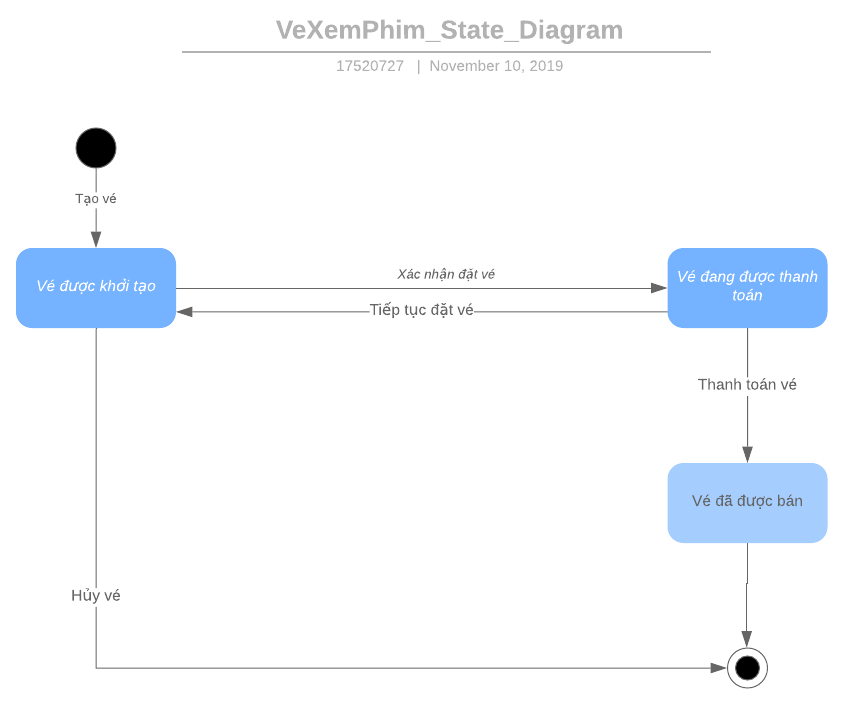 VeXemPhim_State_Diagram
17520727 | November 10, 2019
Tạo vé
Vé được khởi tạo
Xác nhận đặt vé
Tiếp tục đặt vé
Vé đang được thanh
toán
Thanh toán vé
Vé đã được bán
Hủy vé